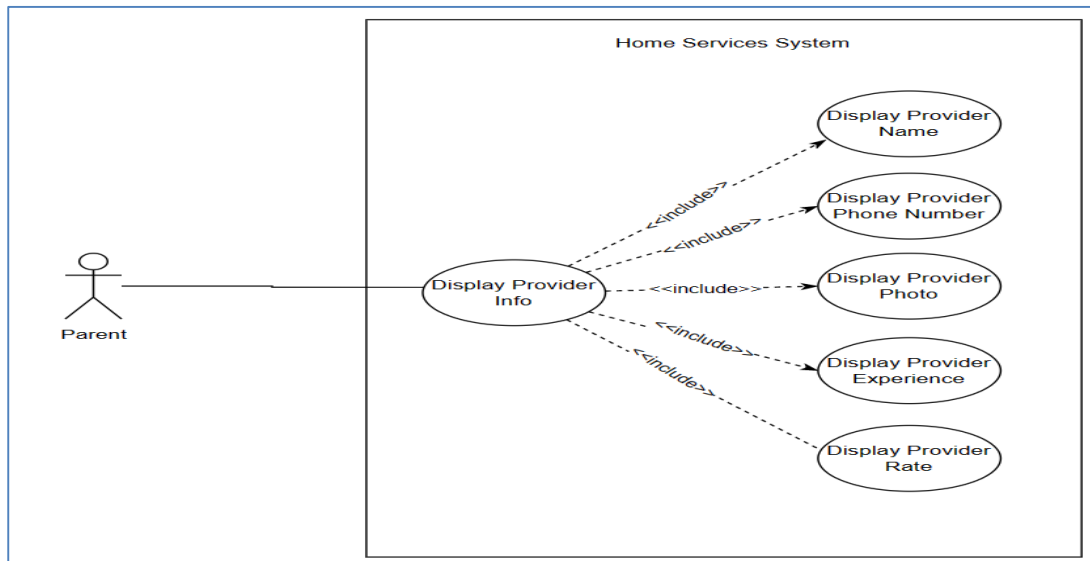 Home Services System
Display Provider
Name
<<include>>
Display Provider
Phone Number
<<include>>
Display Provider
Info
<<include>>
Display Provider
Photo
Parent
<<include>>
Display Provider
Experience
<<include>>
Display Provider
Rate